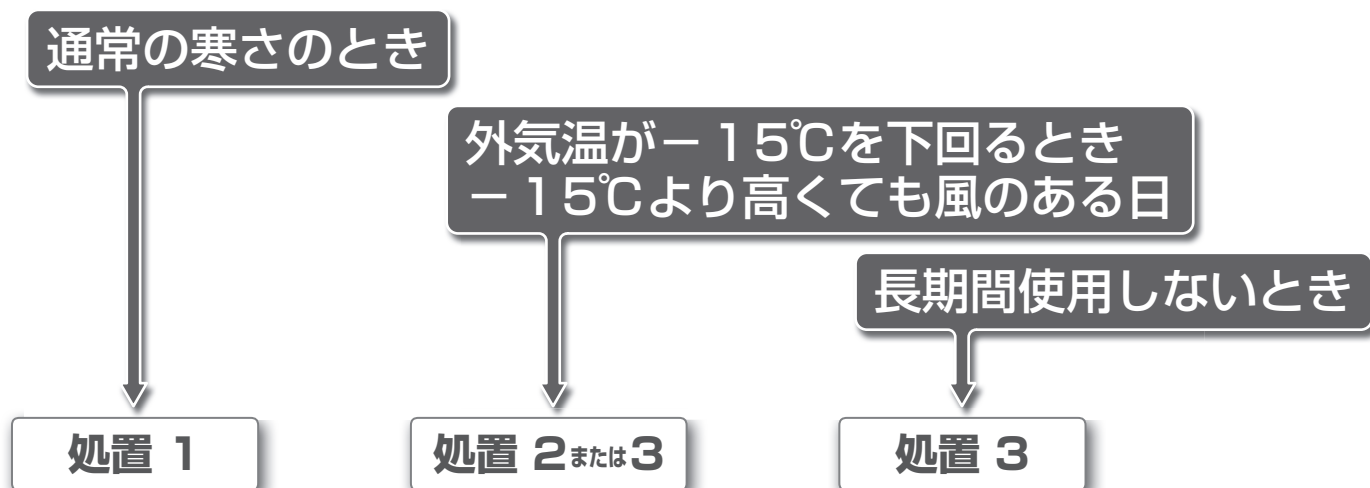 通常の寒さのとき
外気温が－15℃を下回るとき
－15℃より高くても風のある日
長期間使用しないとき
処置 1
処置 2または3
処置 3